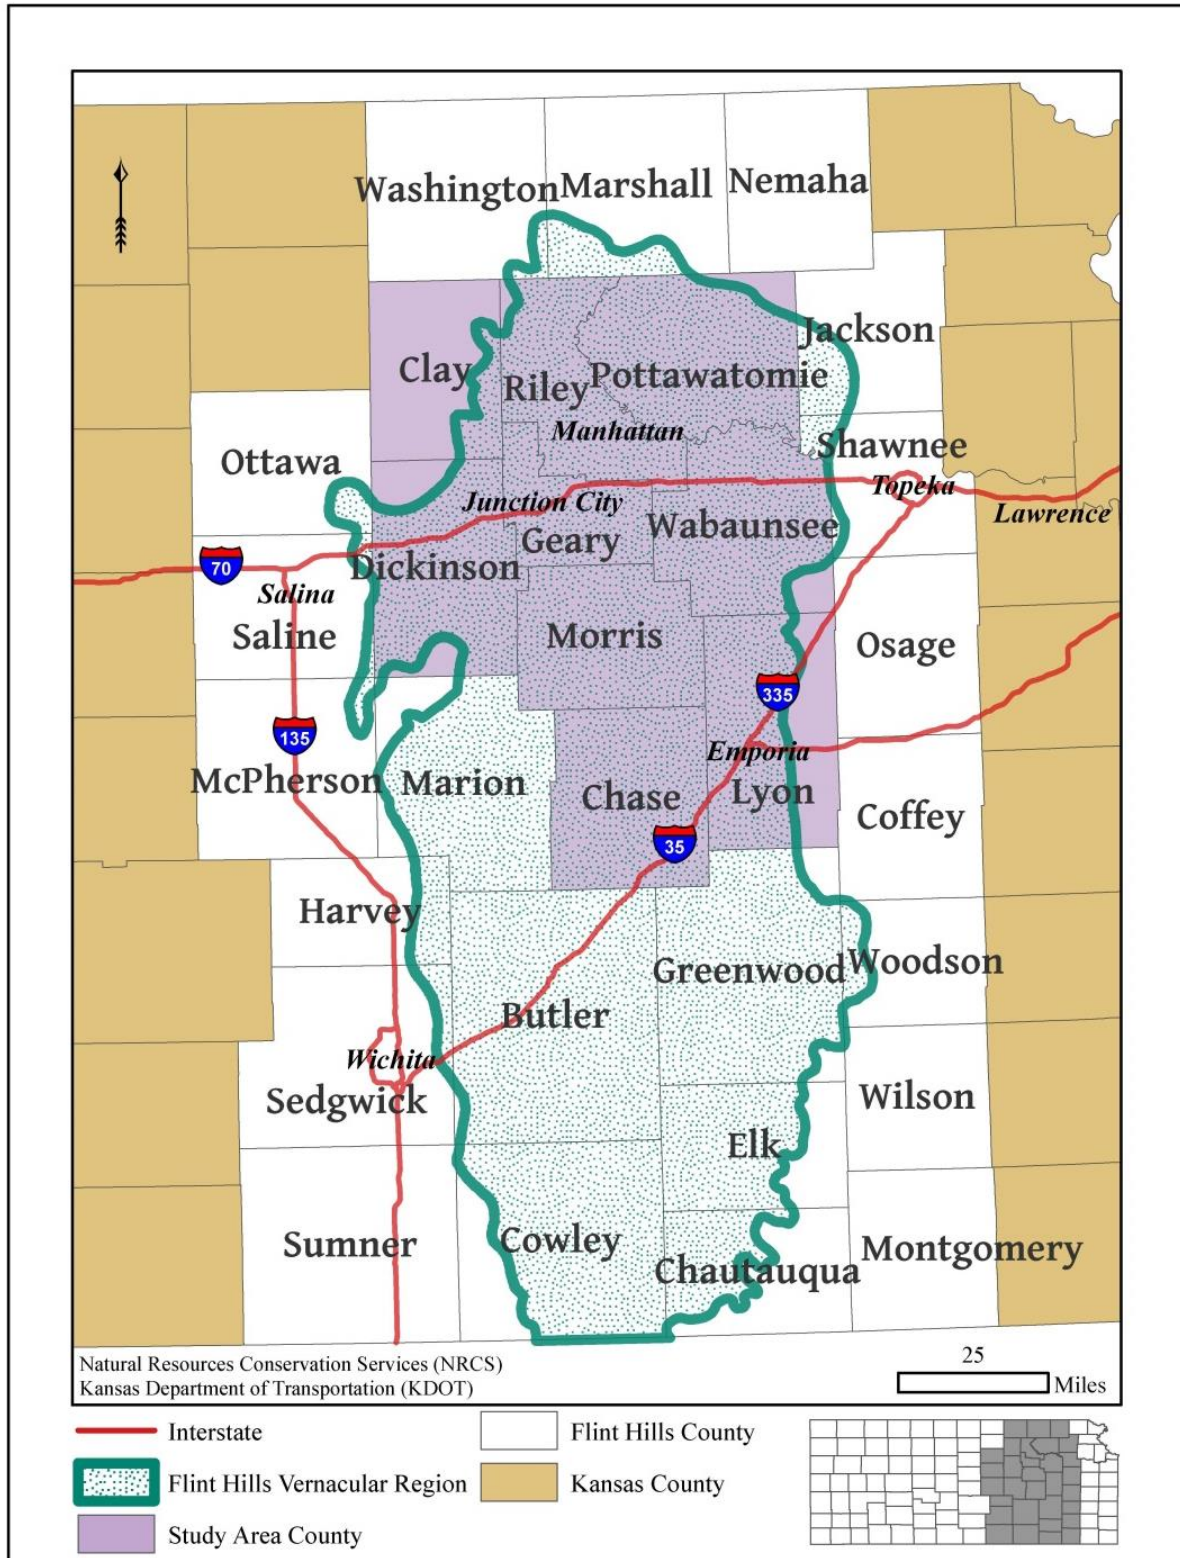 Washington
Marshall
Nemaha
Jackson
Clay
Riley
Pottawatomie
Manhattan
Shawnee
Ottawa
Topeka
Junction City
Lawrence
Wabaunsee
Geary
70
Dickinson
Salina
Saline
Morris
Osage
335
135
Emporia
McPherson
Marion
Chase
Lyon
Coffey
35
Harvey
Greenwood
Woodson
Butler
Wichita
Sedgwick
Wilson
Elk
Sumner
Cowley
Montgomery
Chautauqua
Natural Resources Conservation Services (NRCS)
Kansas Department of Transportation (KDOT)
25
Miles
Interstate
Flint Hills County
Flint Hills Vernacular Region
Kansas County
Study Area County